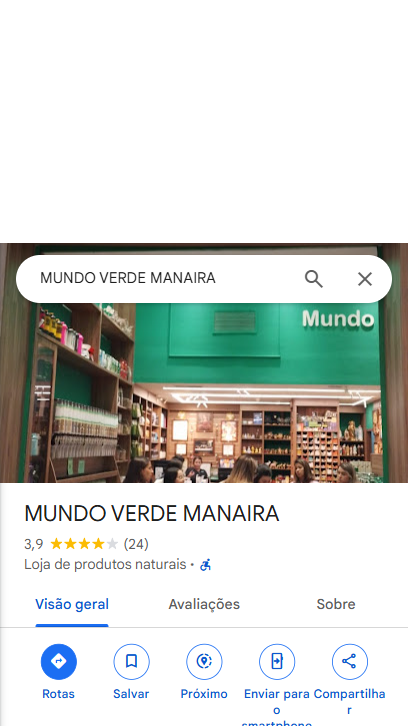 MUNDO VERDE MANAIRA
Mundo
MUNDO VERDE MANAIRA
3,9 (24)
Loja de produtos naturais ·
Visão geral Avaliações Sobre
Rotas Salvar Próximo Enviar para o smartphone Compartilhar